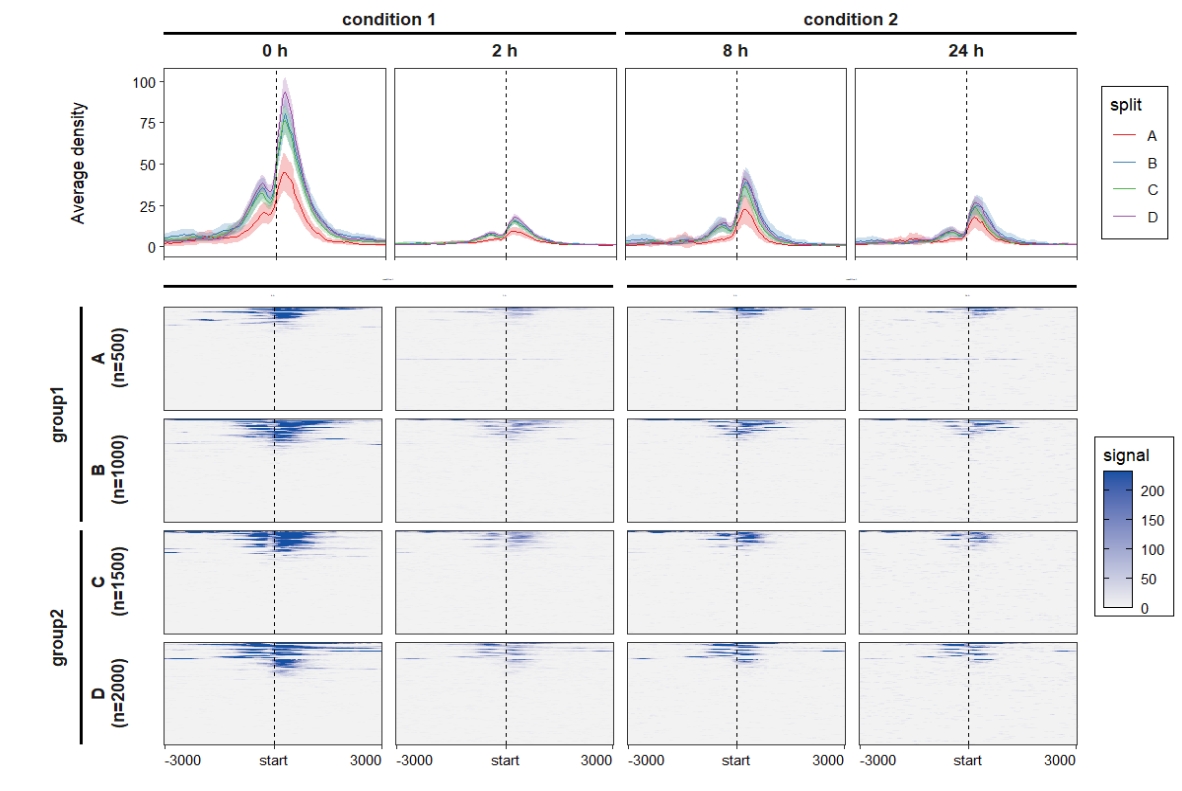 condition 1
condition 2
0 h
2 h
8 h
24 h
Average density
100
75
50
25
0
split
A
B
C
D
group1
A
(n=500)
B
(n=1000)
group2
C
(n=1500)
D
(n=2000)
signal
200
150
100
50
0
-3000 start 3000
-3000 start 3000
-3000 start 3000
-3000 start 3000